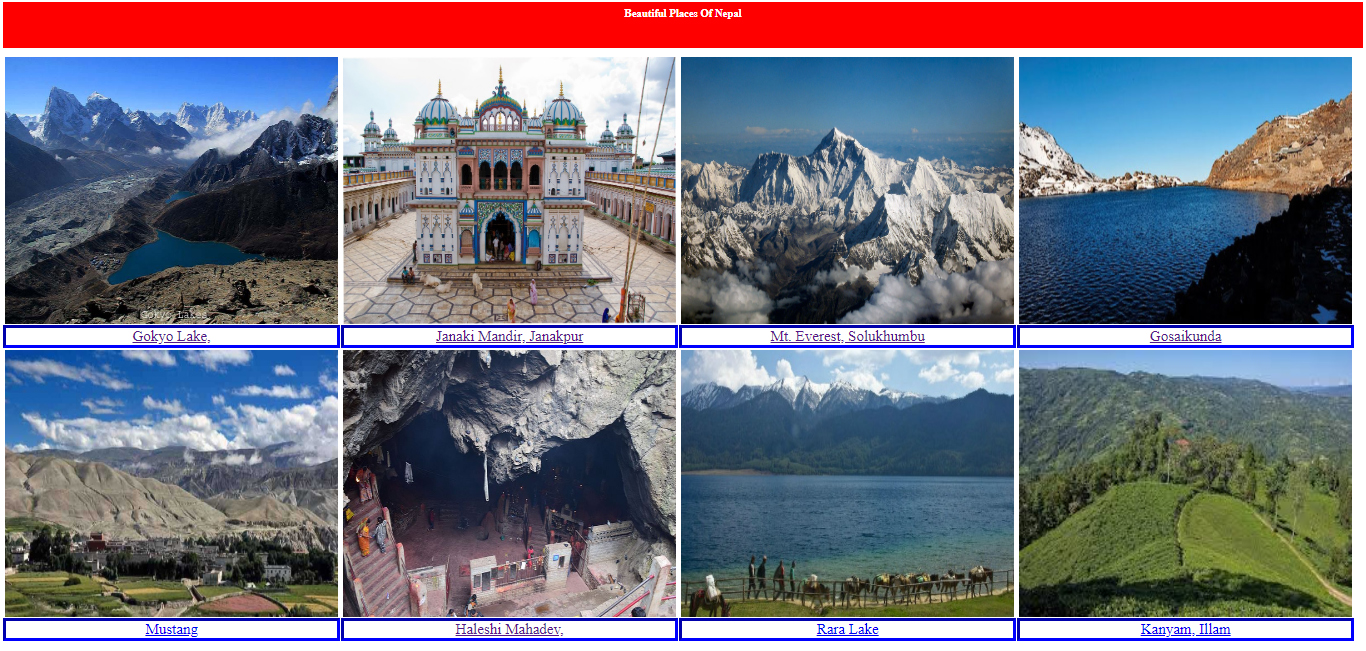 Beautiful Places Of Nepal
Gokyo Lakes
Gokyo Lake,
Janaki Mandir, Janakpur
Mt. Everest, Solukhumbu
Gosaikunda
Mustang
Haleshi Mahadev,
Rara Lake
Kanyam, Illam